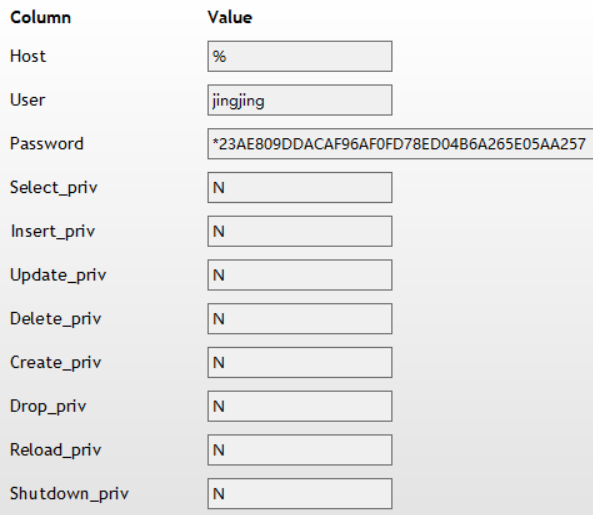 Column Value
Host %
User jingjing
Password *23AE809DDACAF96AF0FD78ED04B6A265E05AA257
Select_priv N
Insert_priv N
Update_priv N
Delete_priv N
Create_priv N
Drop_priv N
Reload_priv N
Shutdown_priv N